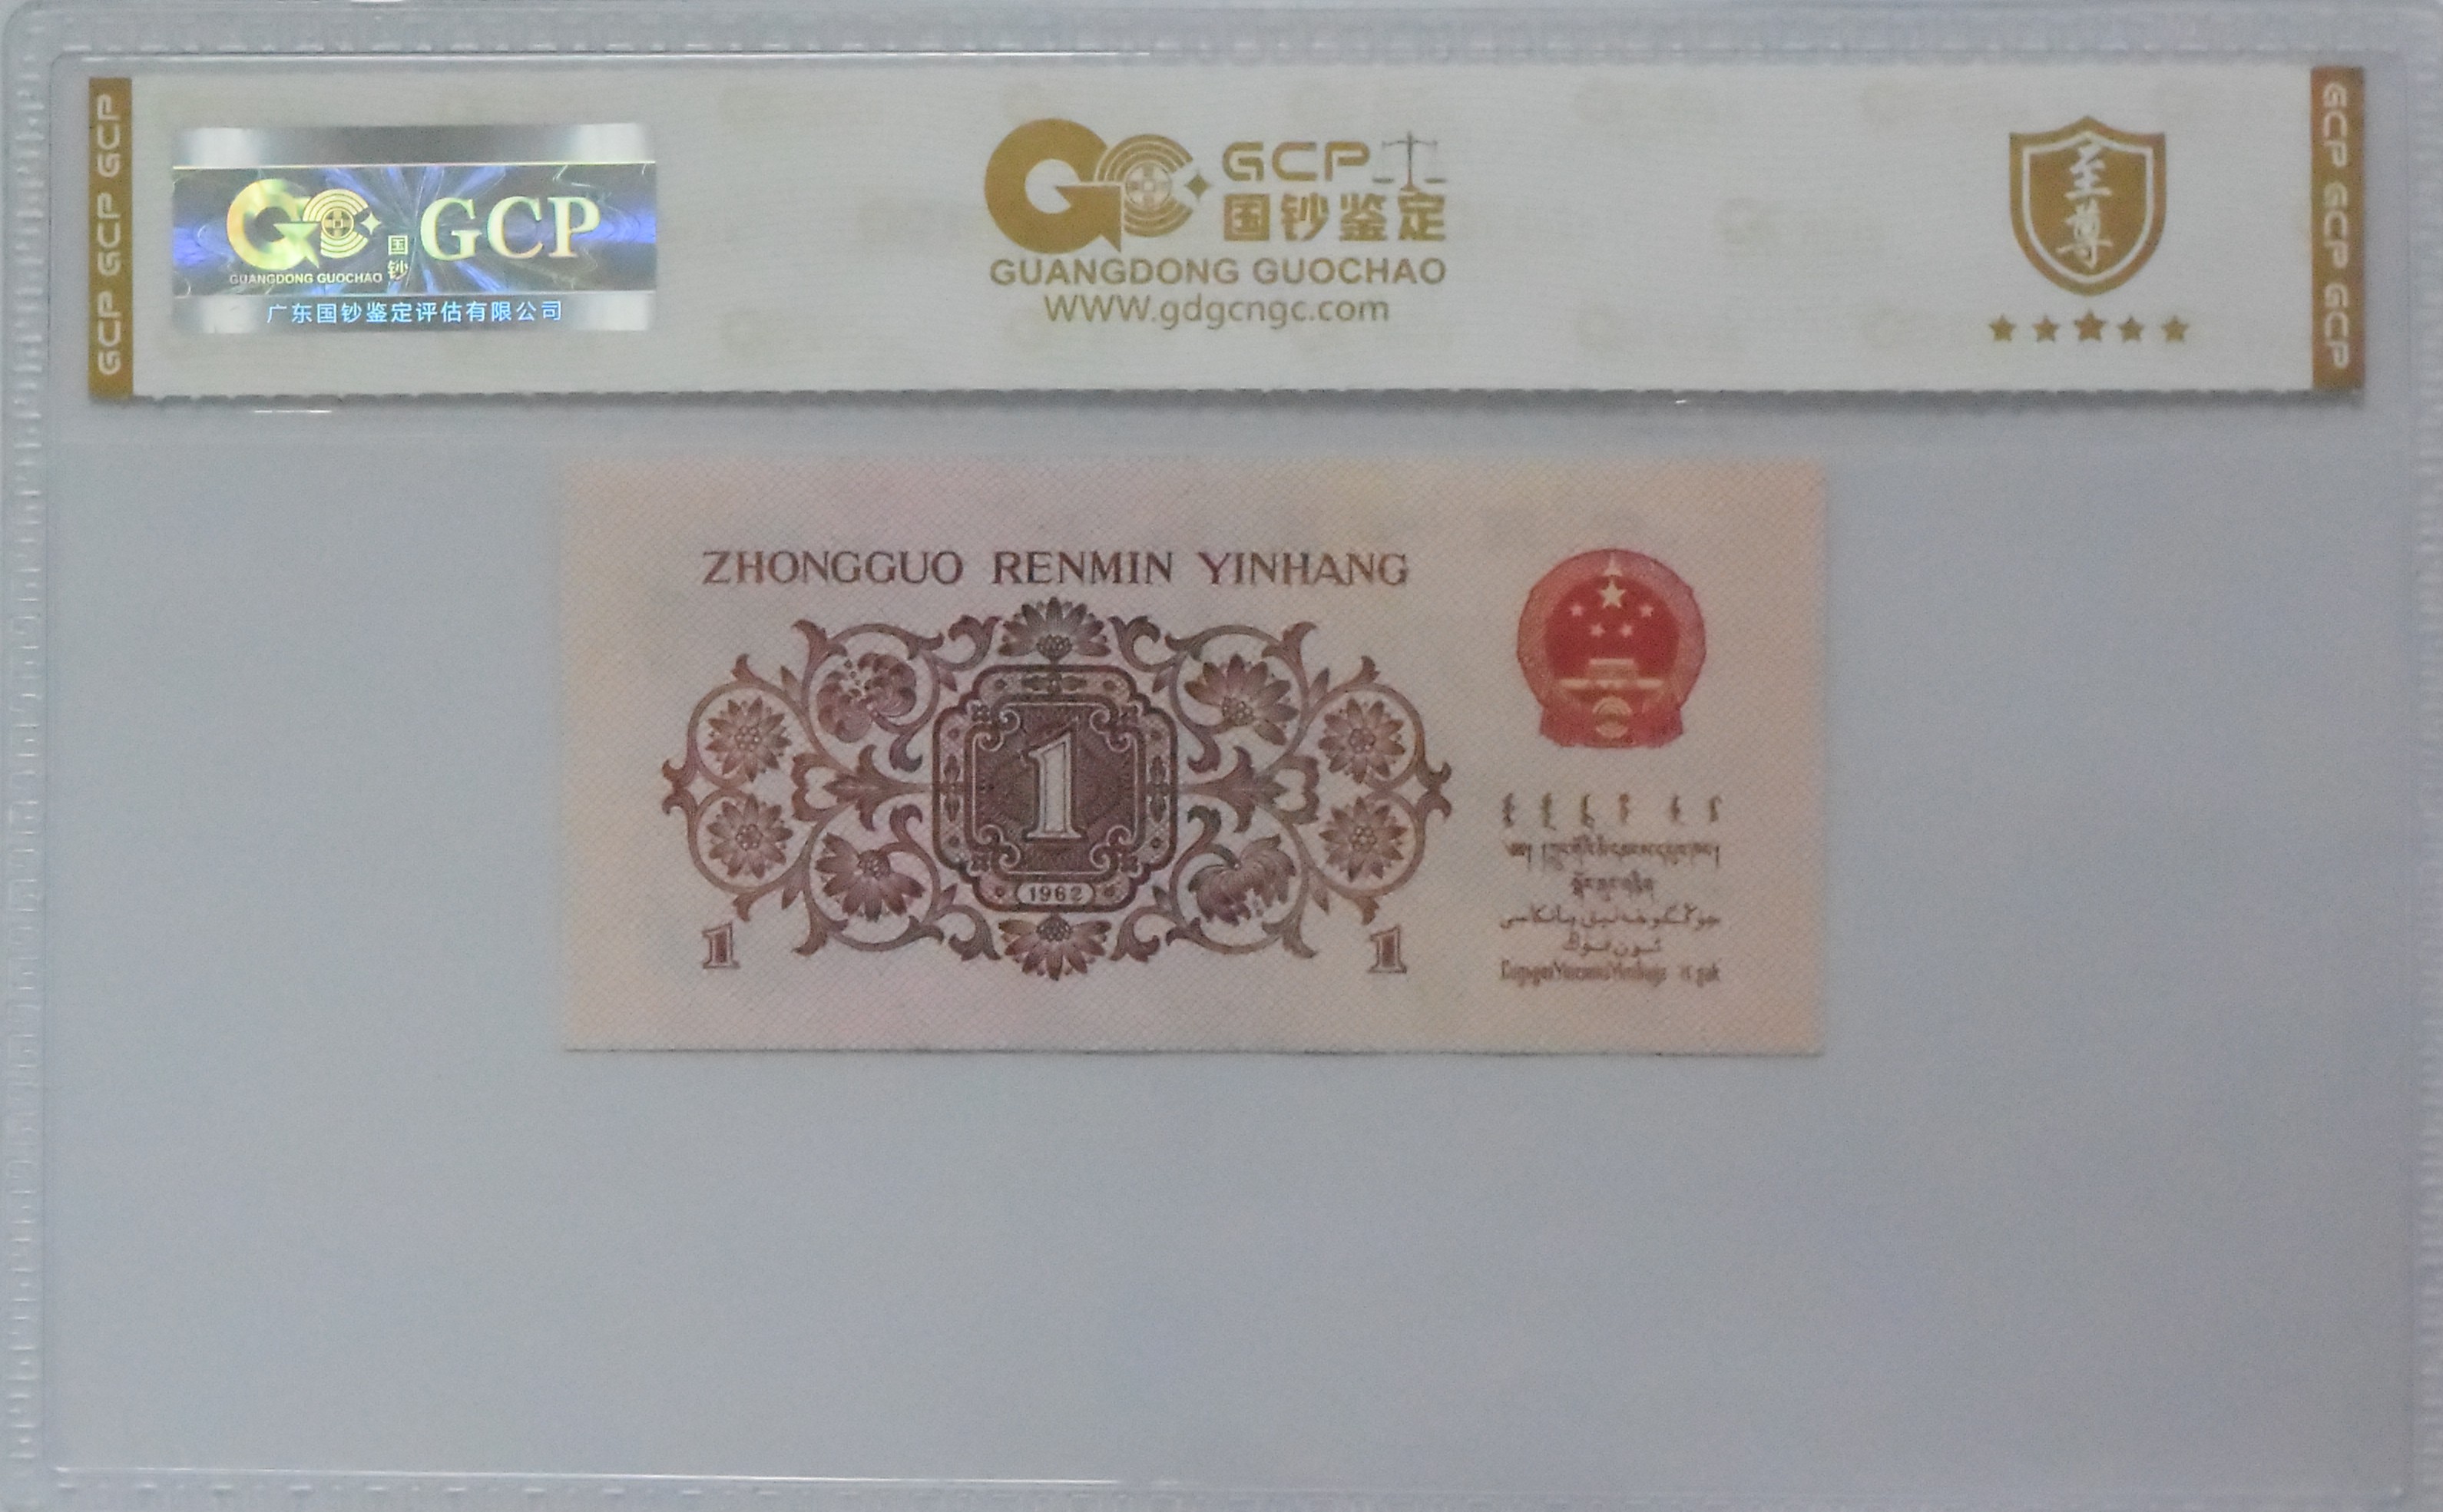 GCP GCP GCP
GCP
国钞
GUANGDONG GUOCHAO
广东国钞鉴定评估有限公司
GCP
国钞鉴定
GUANGDONG GUOCHAO
WWW.gdgcngc.com
至尊
GCP GCP GCP
ZHONGGUO RENMIN YINHANG
1
1962
1 1